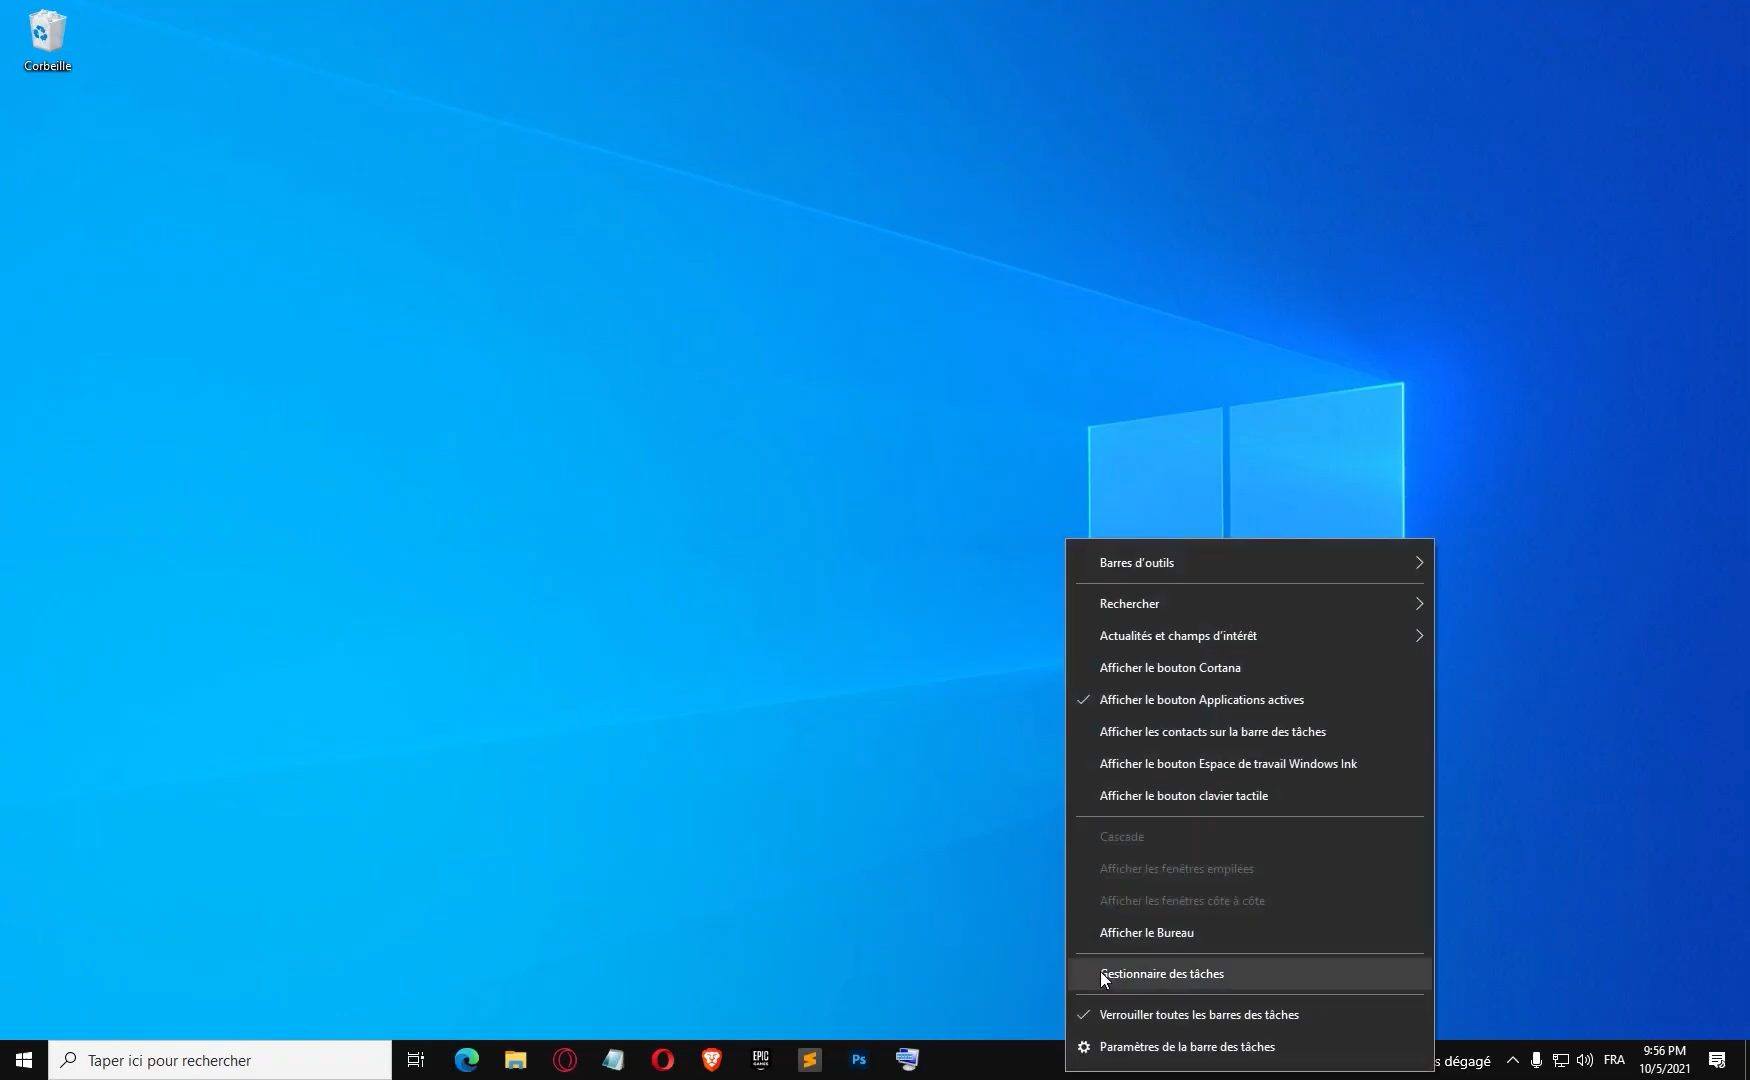 Corbeille
Barres d'outils
Rechercher
Actualités et champs d'intérêt
Afficher le bouton Cortana
Afficher le bouton Applications actives
Afficher les contacts sur la barre des tâches
Afficher le bouton Espace de travail Windows Ink
Afficher le bouton clavier tactile
Cascade
Afficher les fenêtres empilées
Afficher les fenêtres côte à côte
Afficher le Bureau
Gestionnaire des tâches
Verrouiller toutes les barres des tâches
Paramètres de la barre des tâches
Taper ici pour rechercher
EPIC
GAMES
Ps
s dégagé
FRA
9:56 PM
10/5/2021